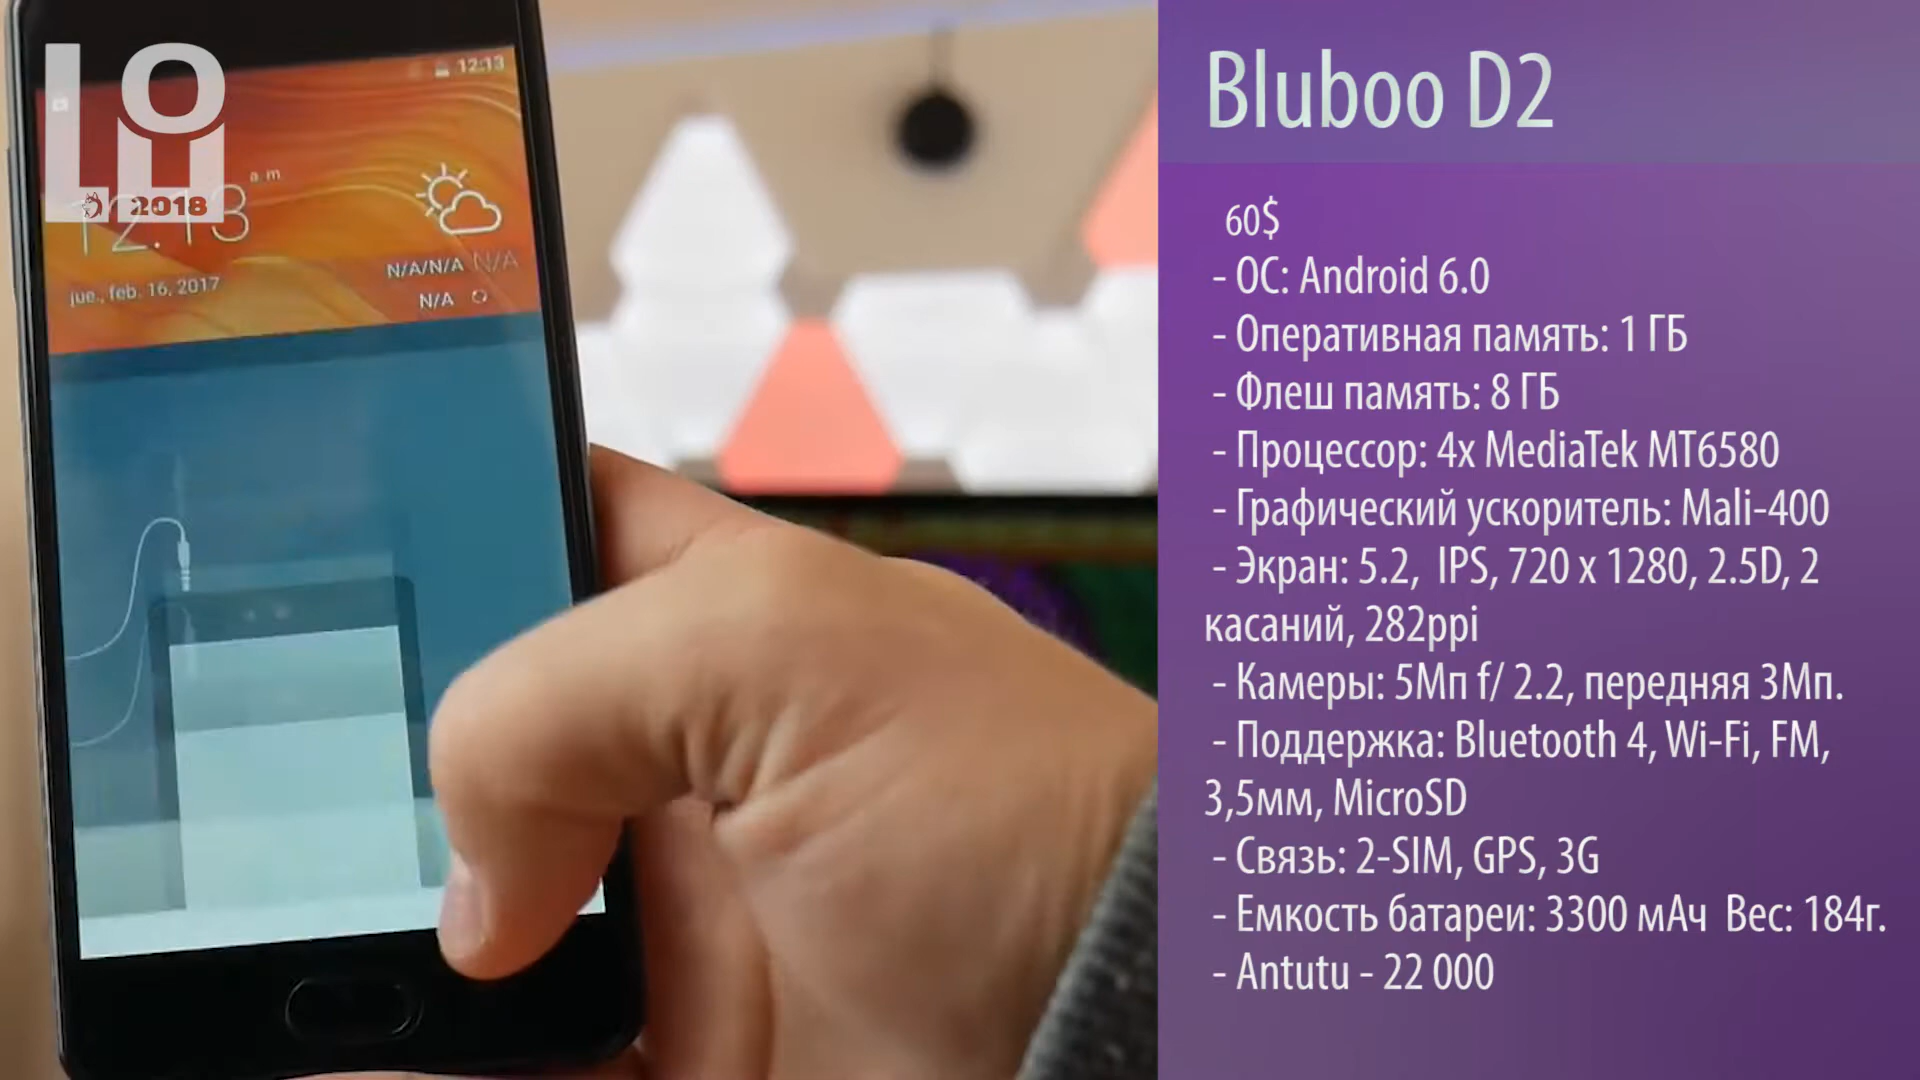 LOШ
2018
12:13
12:13
a.m
jue., feb. 16, 2017
N/A/N/A N/A
N/A
Bluboo D2
60$
- ОС: Android 6.0
- Оперативная память: 1 ГБ
- Флеш память: 8 ГБ
- Процессор: 4x MediaTek MT6580
- Графический ускоритель: Mali-400
- Экран: 5.2, IPS, 720 x 1280, 2.5D, 2
касаний, 282ppi
- Камеры: 5Мп f/ 2.2, передняя 3Мп.
- Поддержка: Bluetooth 4, Wi-Fi, FM,
3,5мм, MicroSD
- Связь: 2-SIM, GPS, 3G
- Емкость батареи: 3300 мАч Вес: 184г.
- Antutu - 22 000